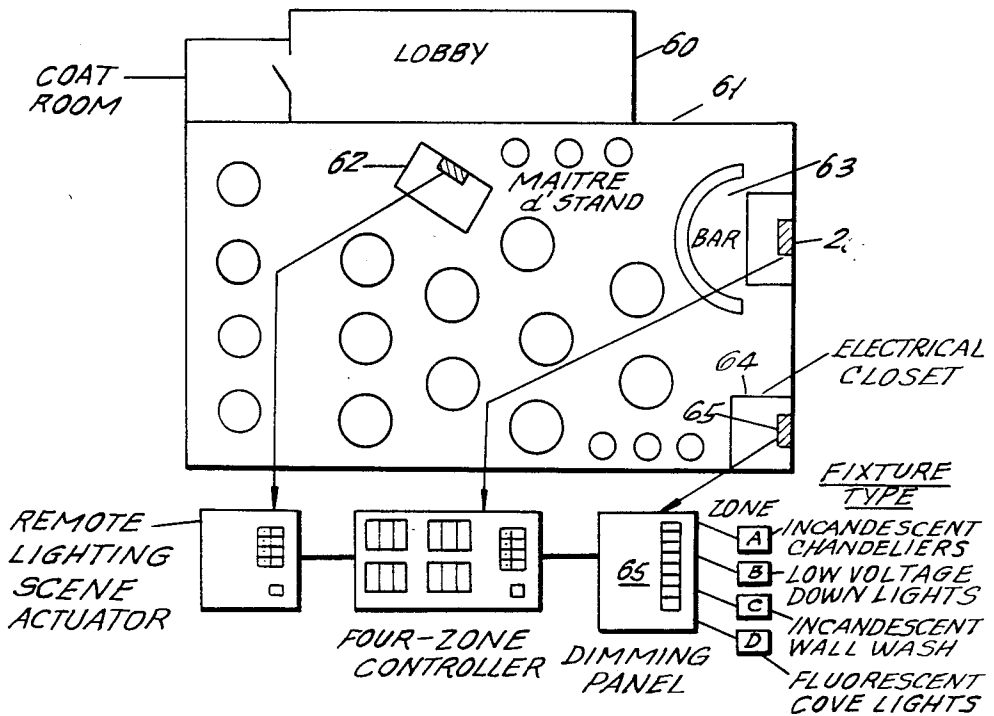 LOBBY
60
COAT
ROOM
61
62
MAITRE
d'STAND
63
BAR
2
ELECTRICAL
CLOSET
64
65
FIXTURE
TYPE
ZONE
REMOTE
LIGHTING
SCENE
ACTUATOR
FOUR-ZONE
CONTROLLER
65
DIMMING
PANEL
A INCANDESCENT
CHANDELIERS
B LOW VOLTAGE
DOWN LIGHTS
C INCANDESCENT
WALL WASH
D FLUORESCENT
COVE LIGHTS